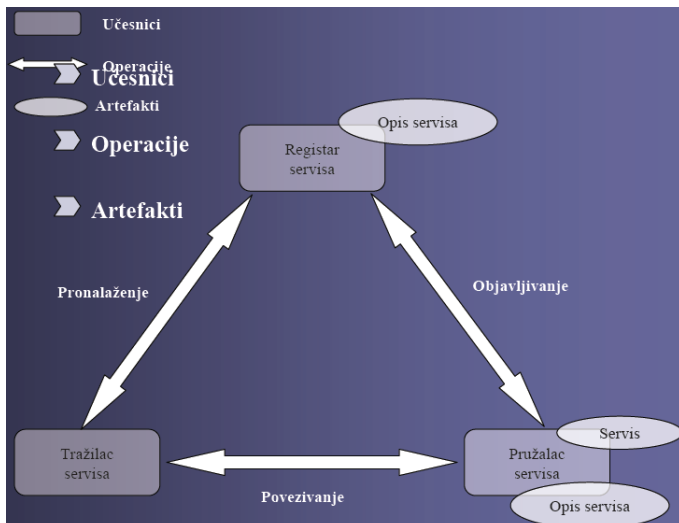 Učesnici
Operacije
Učesnici
Artefakti
Operacije
Artefakti
Opis servisa
Registar
servisa
Pronalaženje
Objavljivanje
Tražilac
servisa
Servis
Pružalac
servisa
Povezivanje
Opis servisa